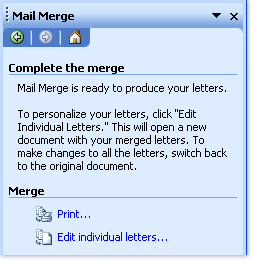 Mail Merge
Complete the merge
Mail Merge is ready to produce your letters.
To personalize your letters, click "Edit
Individual Letters." This will open a new
document with your merged letters. To
make changes to all the letters, switch back
to the original document.
Merge
Print...
Edit individual letters...